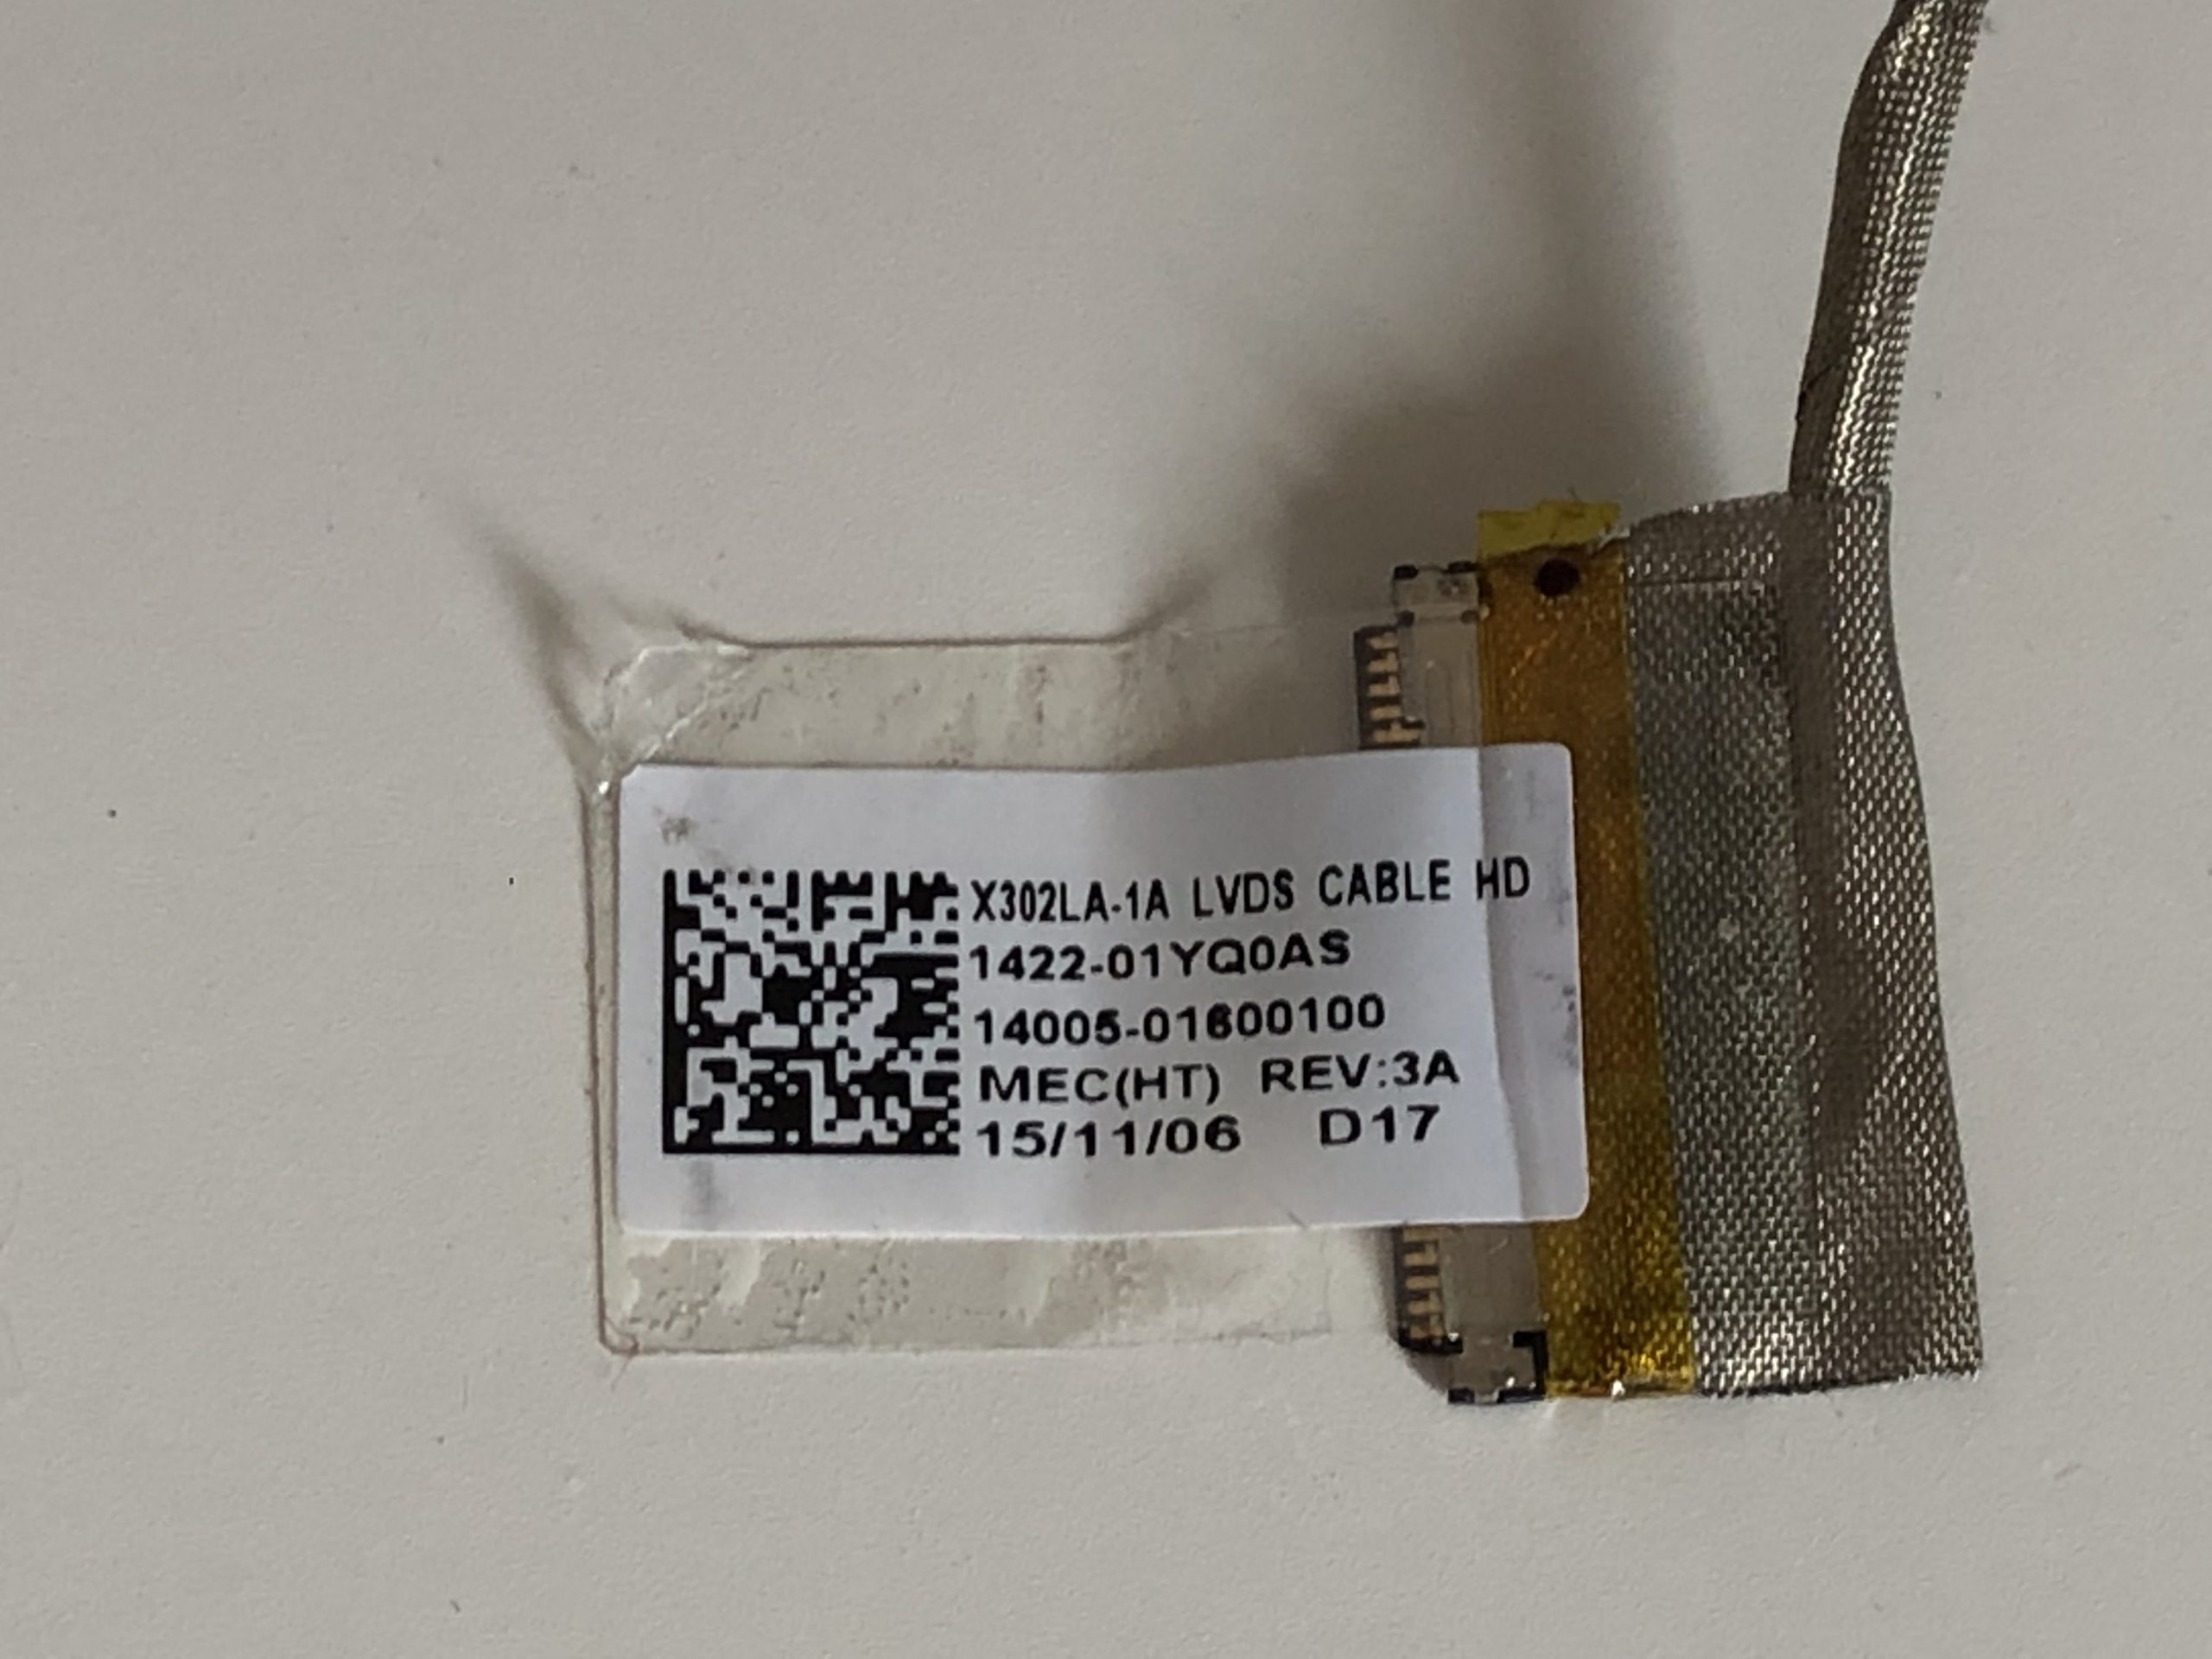 X302LA-1A LVDS CABLE HD
1422-01YQ0AS
14005-01600100
MEC(HT) REV:3A
15/11/06 D17